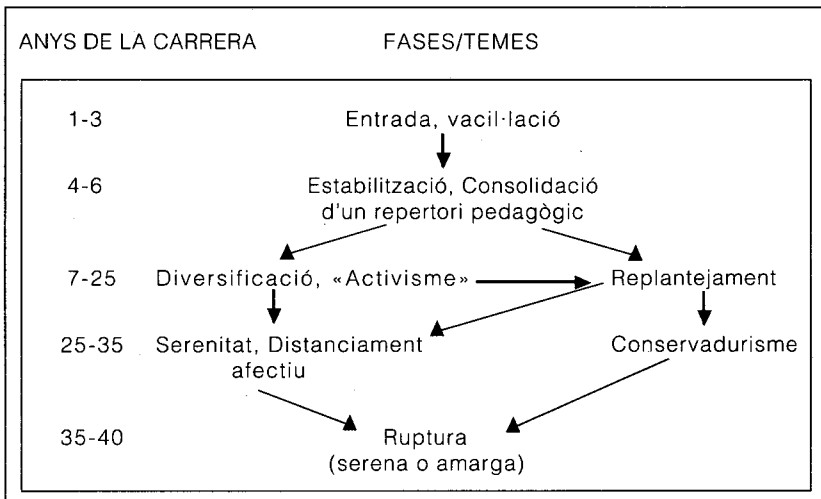 ANYS DE LA CARRERA FASES/TEMES
1-3 Entrada, vacil·lació
4-6 Estabilització, Consolidació
d'un repertori pedagògic
7-25 Diversificació, «Activisme» Replantejament
25-35 Serenitat, Distanciament Conservadurisme
afectiu
35-40 Ruptura
(serena o amarga)